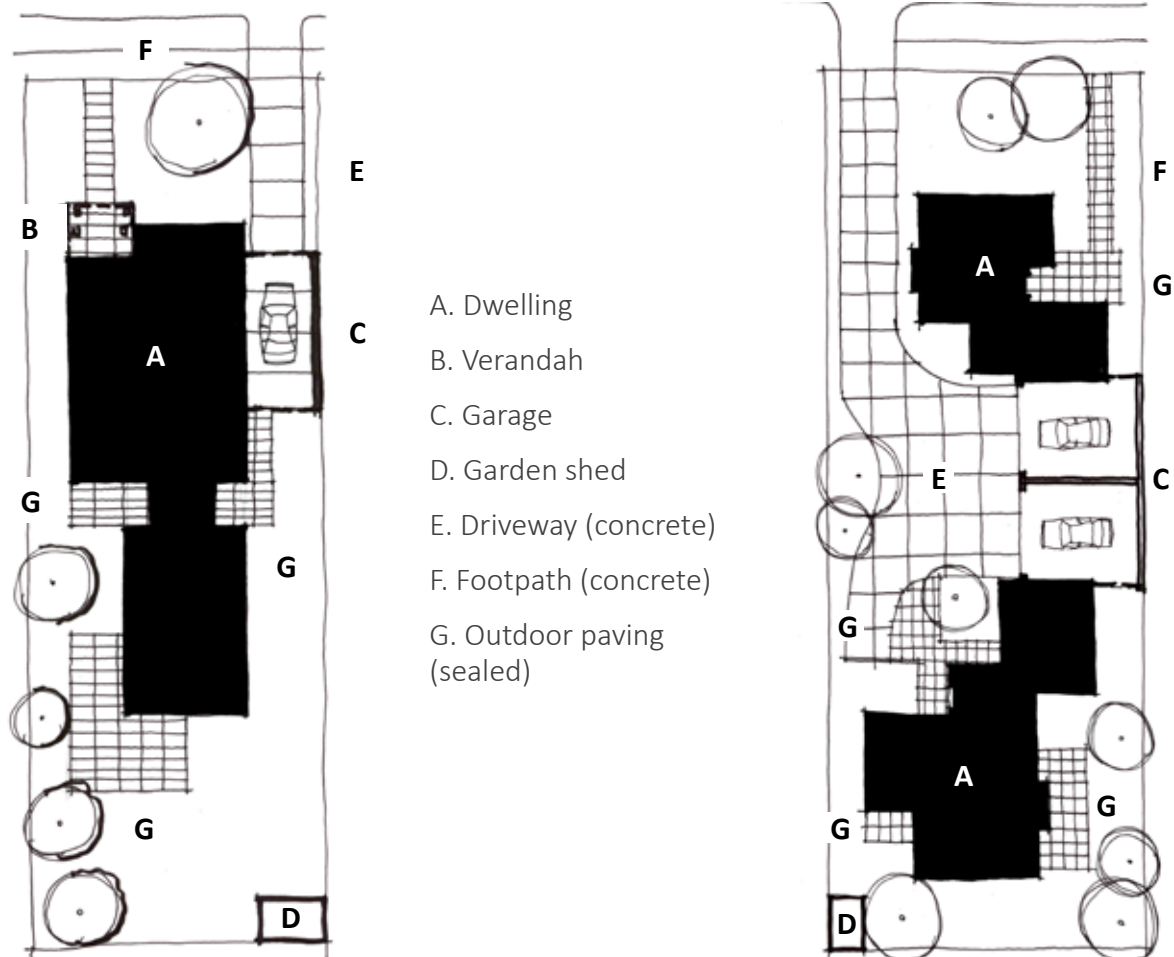 F
E
B
A
C
G
G
G
D
A. Dwelling
B. Verandah
C. Garage
D. Garden shed
E. Driveway (concrete)
F. Footpath (concrete)
G. Outdoor paving
(sealed)
F
A
G
E
C
G
A
G
G
D